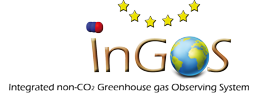 InGOS
Integrated non-CO₂ Greenhouse gas Observing System